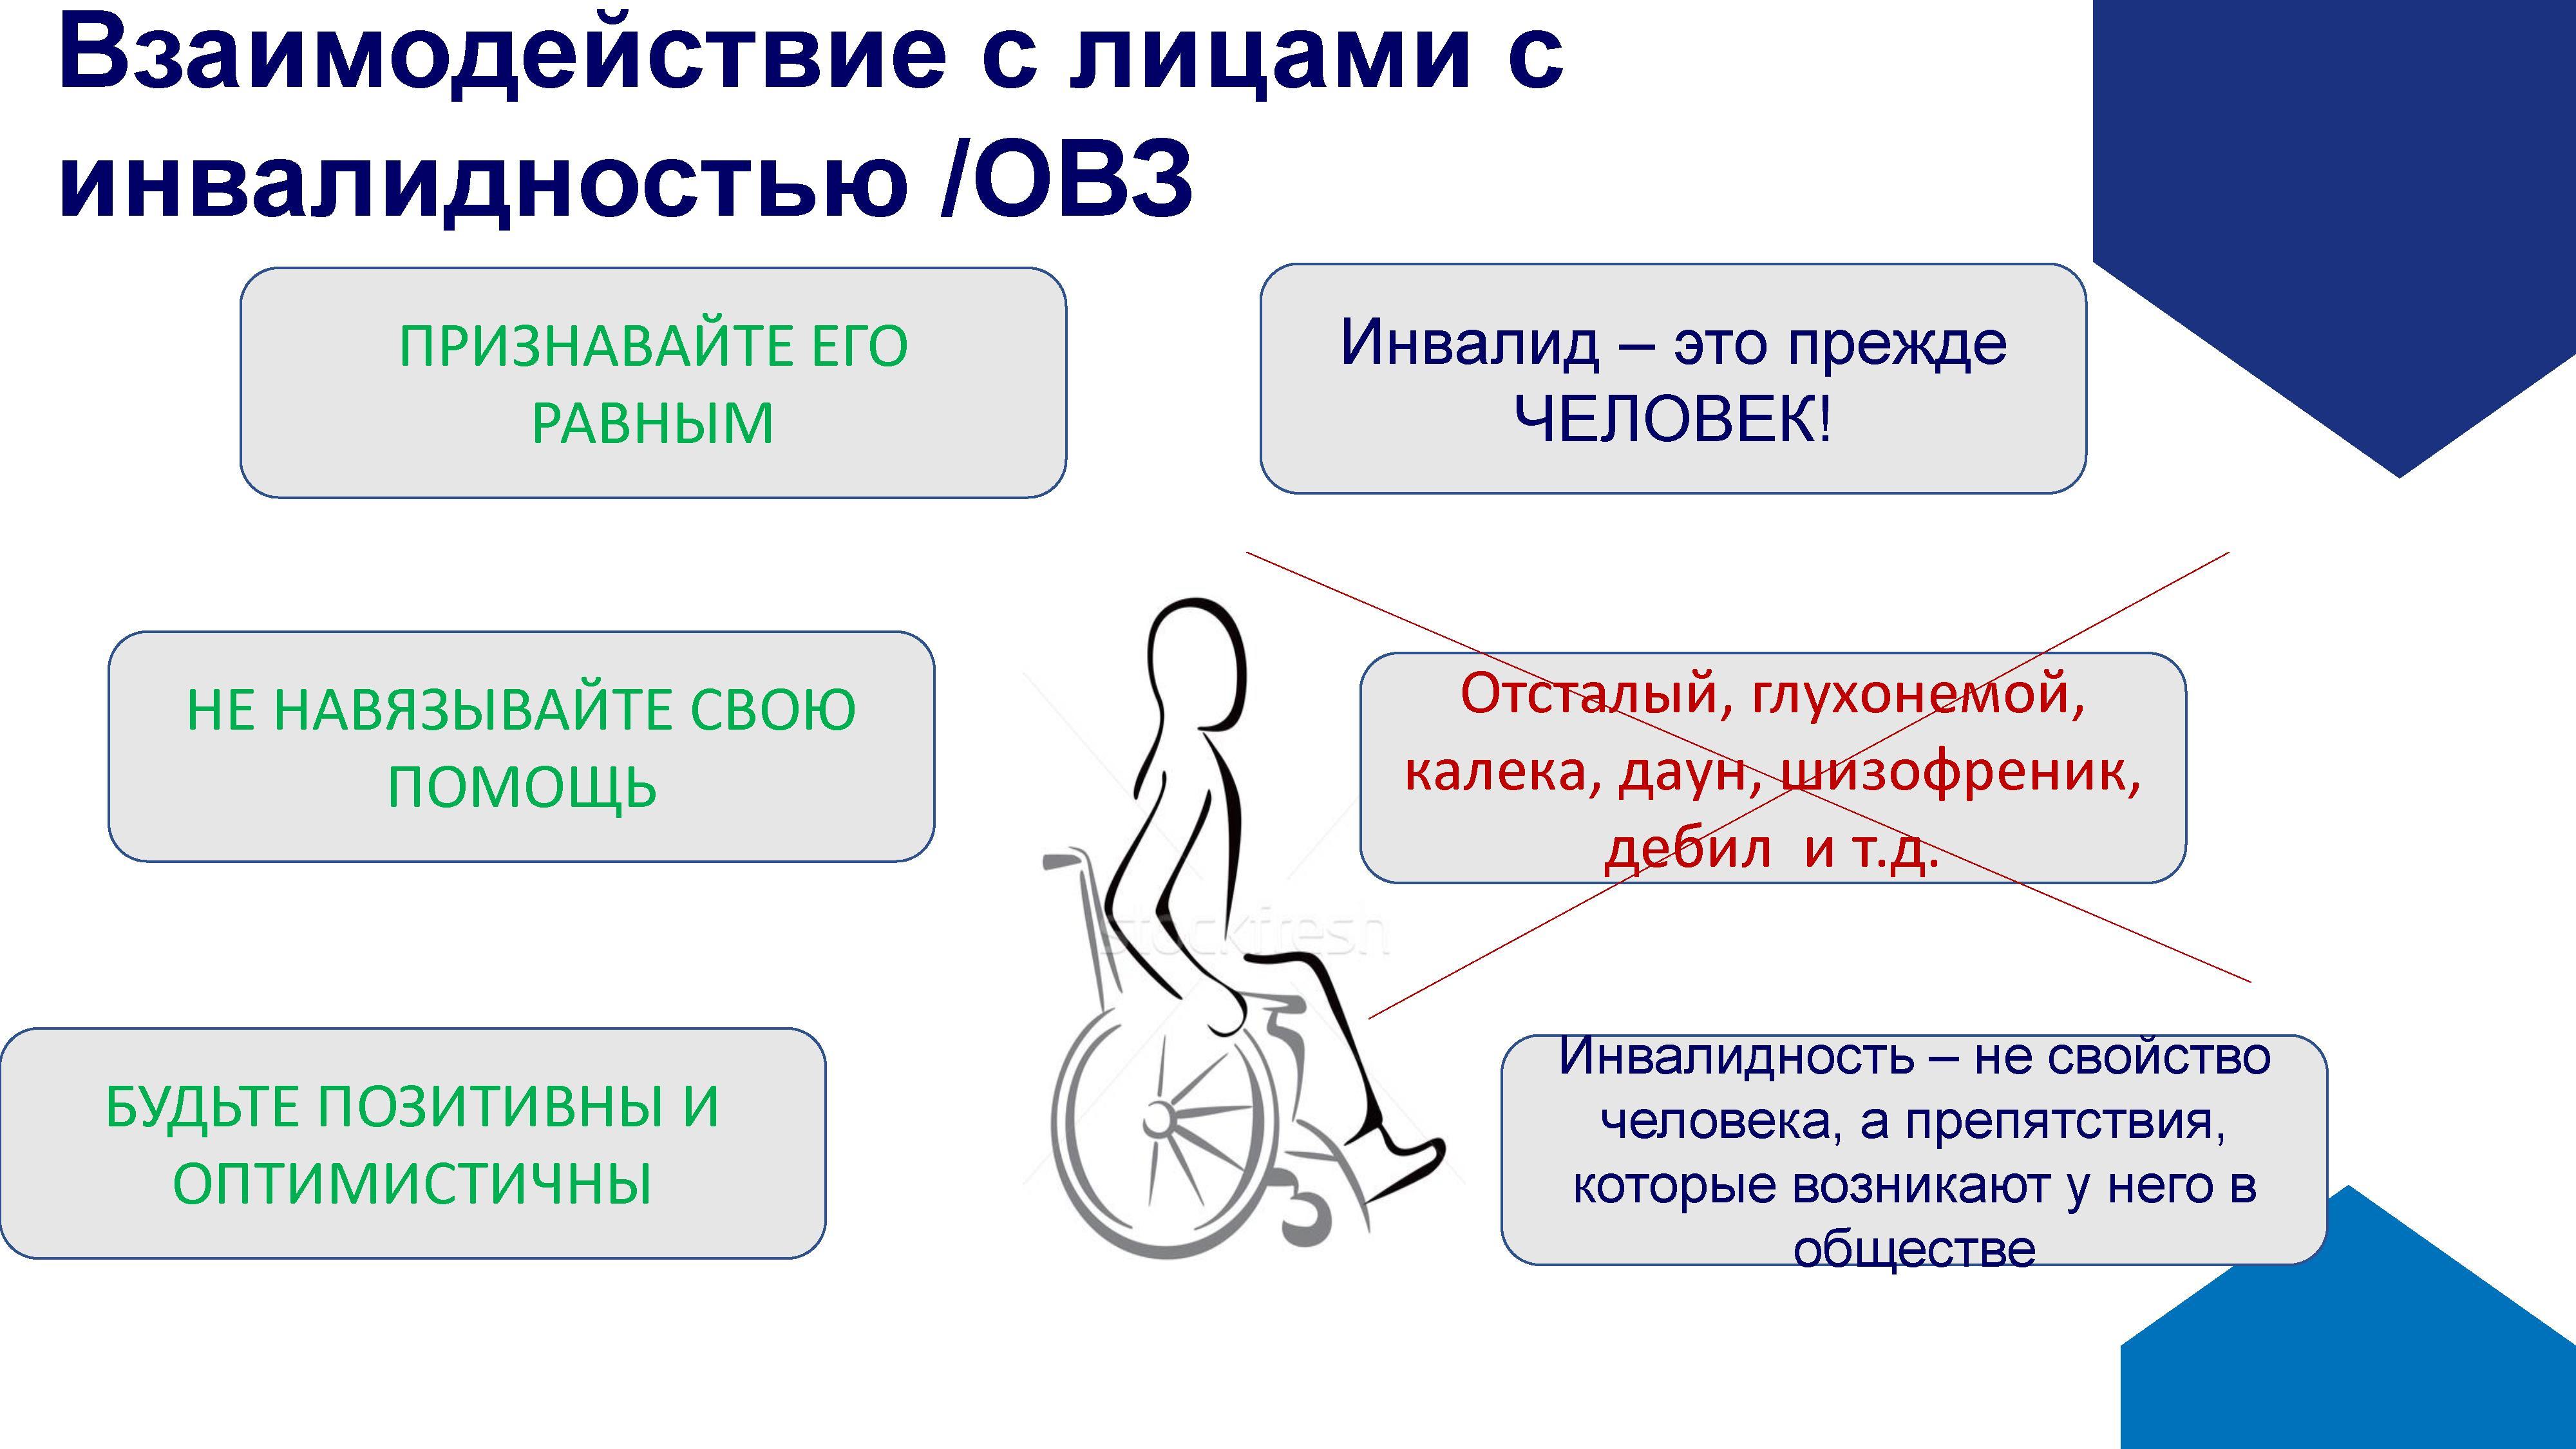 Взаимодействие с лицами с
инвалидностью /ОВЗ
ПРИЗНАВАЙТЕ ЕГО
РАВНЫМ
Инвалид – это прежде
ЧЕЛОВЕК!
НЕ НАВЯЗЫВАЙТЕ СВОЮ
ПОМОЩЬ
Отсталый, глухонемой,
калека, даун, шизофреник,
дебил и т.д.
stockfresh
БУДЬТЕ ПОЗИТИВНЫ И
ОПТИМИСТИЧНЫ
Инвалидность – не свойство
человека, а препятствия,
которые возникают у него в
обществе